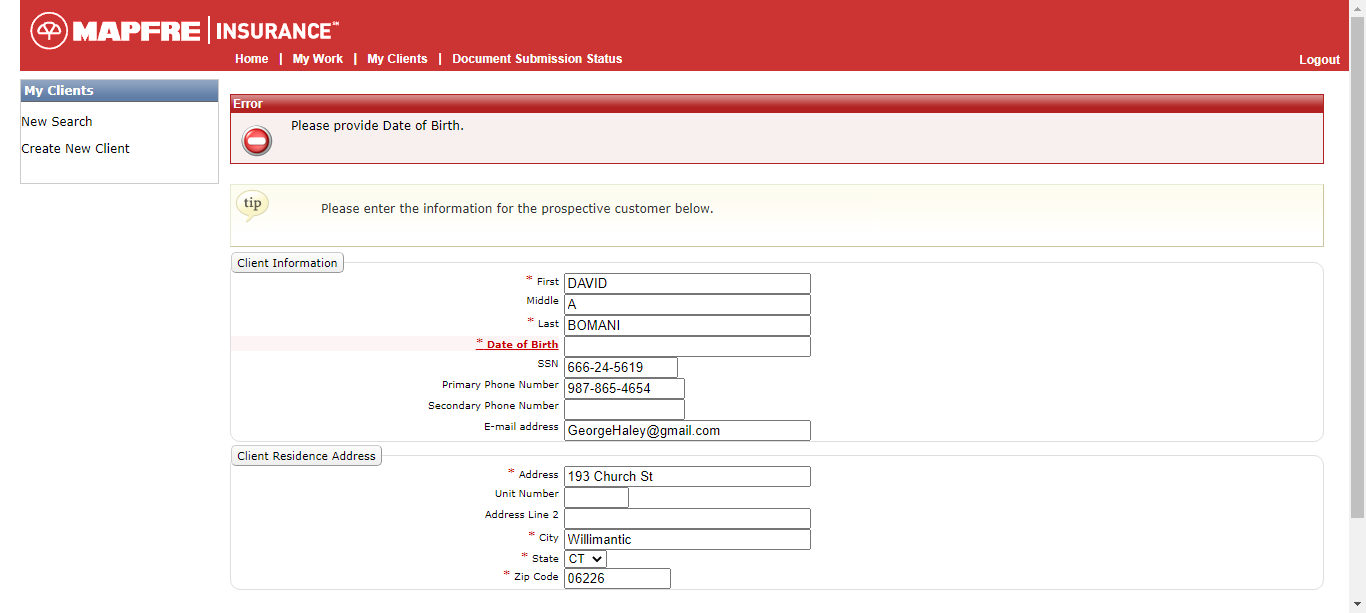 MAPFRE | INSURANCE℠
Home | My Work | My Clients | Document Submission Status
Logout
My Clients
New Search
Create New Client
Error
Please provide Date of Birth.
tip
Please enter the information for the prospective customer below.
Client Information
* First DAVID
Middle A
* Last BOMANI
* Date of Birth
SSN 666-24-5619
Primary Phone Number 987-865-4654
Secondary Phone Number
E-mail address GeorgeHaley@gmail.com
Client Residence Address
* Address 193 Church St
Unit Number
Address Line 2
* City Willimantic
* State CT
* Zip Code 06226